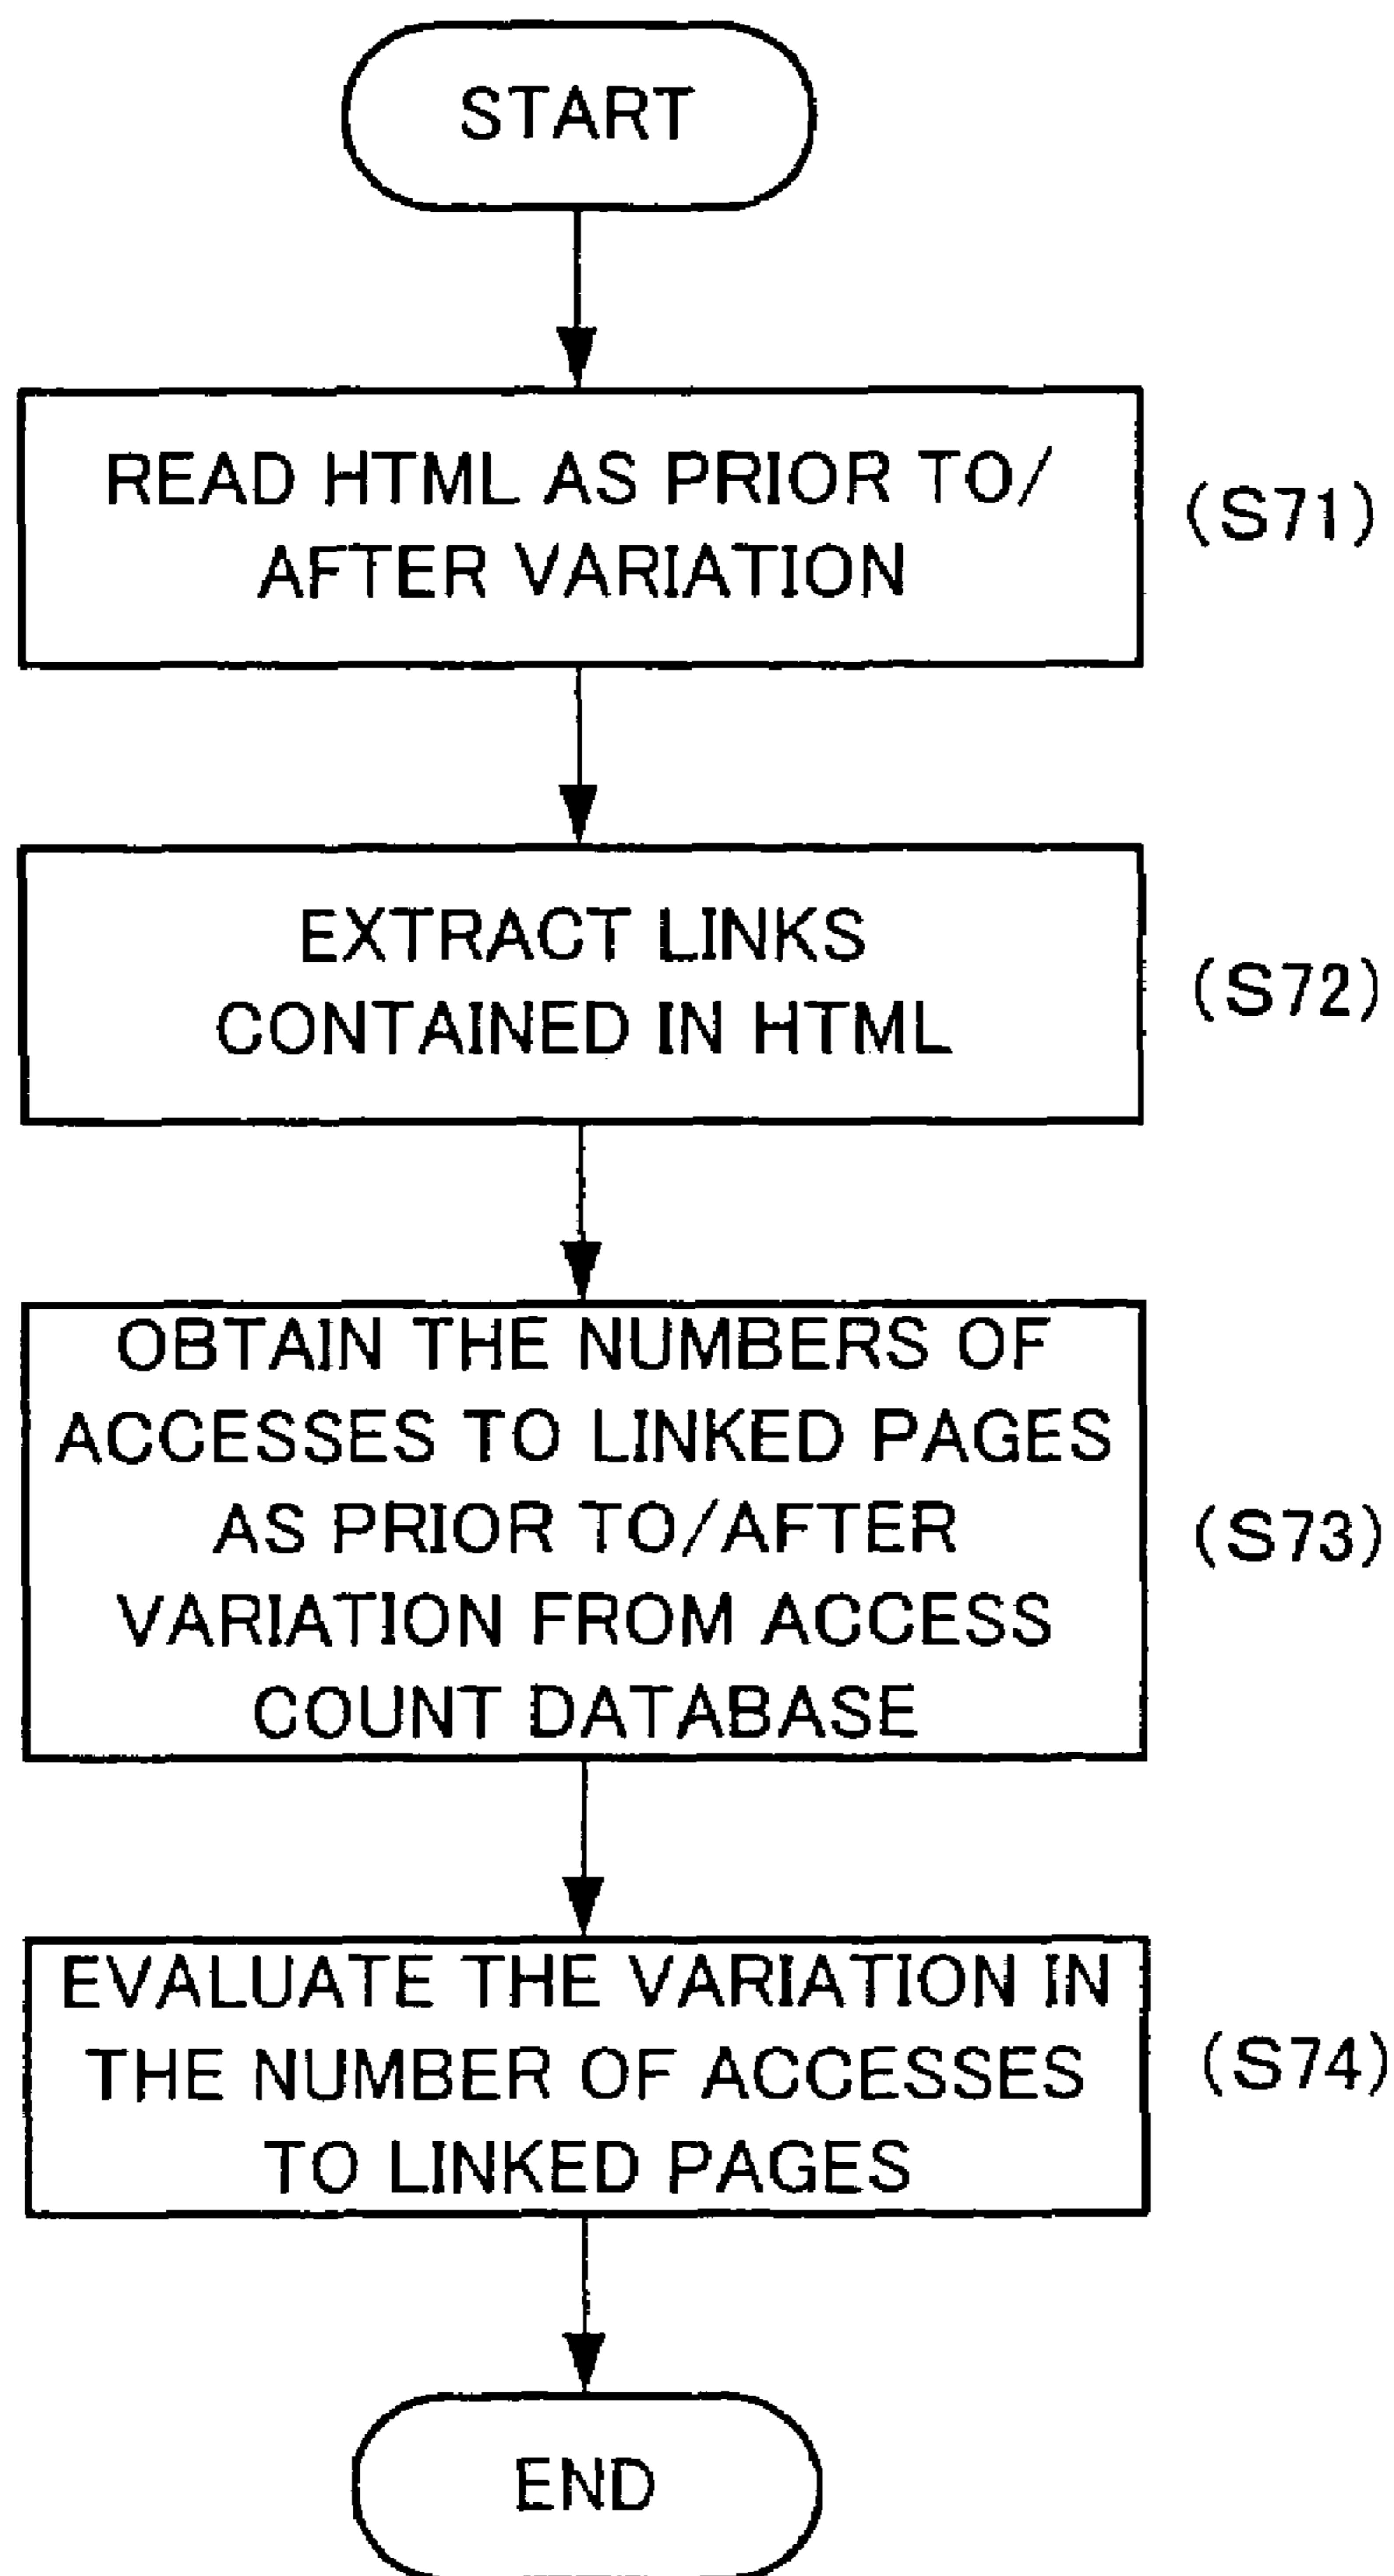 START
READ HTML AS PRIOR TO/
AFTER VARIATION
(S71)
EXTRACT LINKS
CONTAINED IN HTML
(S72)
OBTAIN THE NUMBERS OF
ACCESSES TO LINKED PAGES
AS PRIOR TO/AFTER
VARIATION FROM ACCESS
COUNT DATABASE
(S73)
EVALUATE THE VARIATION IN
THE NUMBER OF ACCESSES
TO LINKED PAGES
(S74)
END